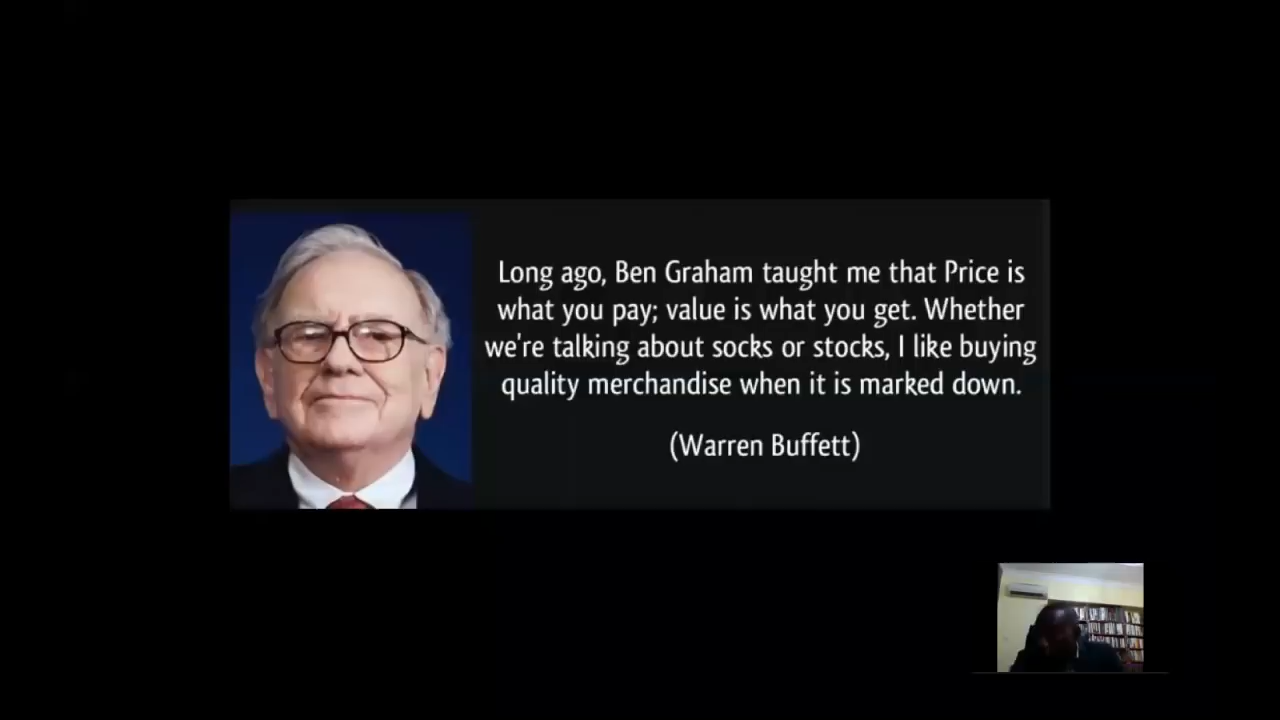 Long ago, Ben Graham taught me that Price is
what you pay; value is what you get. Whether
we're talking about socks or stocks, I like buying
quality merchandise when it is marked down.
(Warren Buffett)